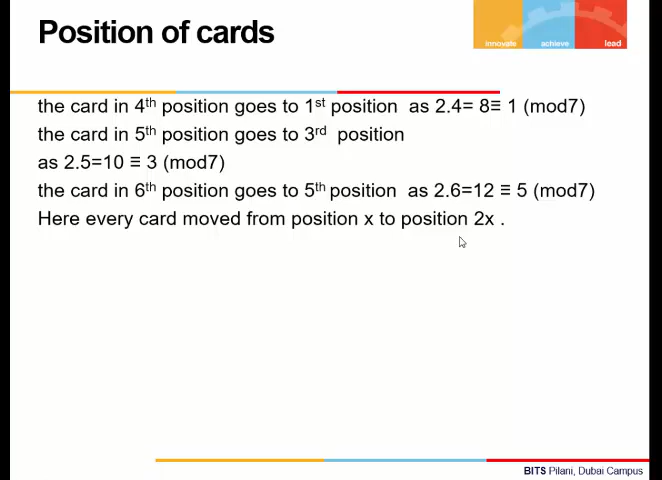 Position of cards
innovate achieve lead
the card in 4th position goes to 1st position as 2.4= 8≡ 1 (mod7)
the card in 5th position goes to 3rd position
as 2.5=10 ≡ 3 (mod7)
the card in 6th position goes to 5th position as 2.6=12 ≡ 5 (mod7)
Here every card moved from position x to position 2x .
BITS Pilani, Dubai Campus